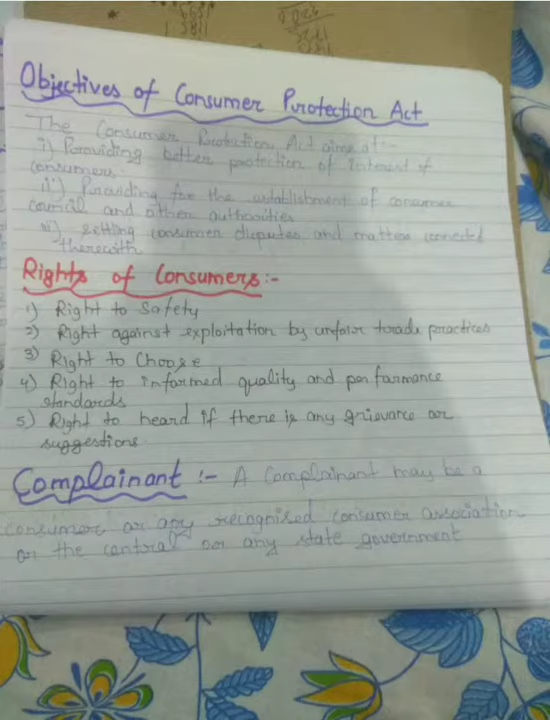 Objectives of Consumer Protection Act
The Consumer Protection Act aims at:-
i) Providing better protection of interest of
consumers.
ii) Providing for the establishment of consumer
council and other authorities
iii) settling consumer disputes and matters connected
therewith
Rights of Consumers:-
1) Right to Safety
2) Right against exploitation by unfair trade practices
3) Right to Choose
4) Right to informed quality and performance
standards
5) Right to heard if there is any grievance or
suggestions
Complainant :- A Complainant may be a
consumer or any recognised consumer association
or the central or any state government